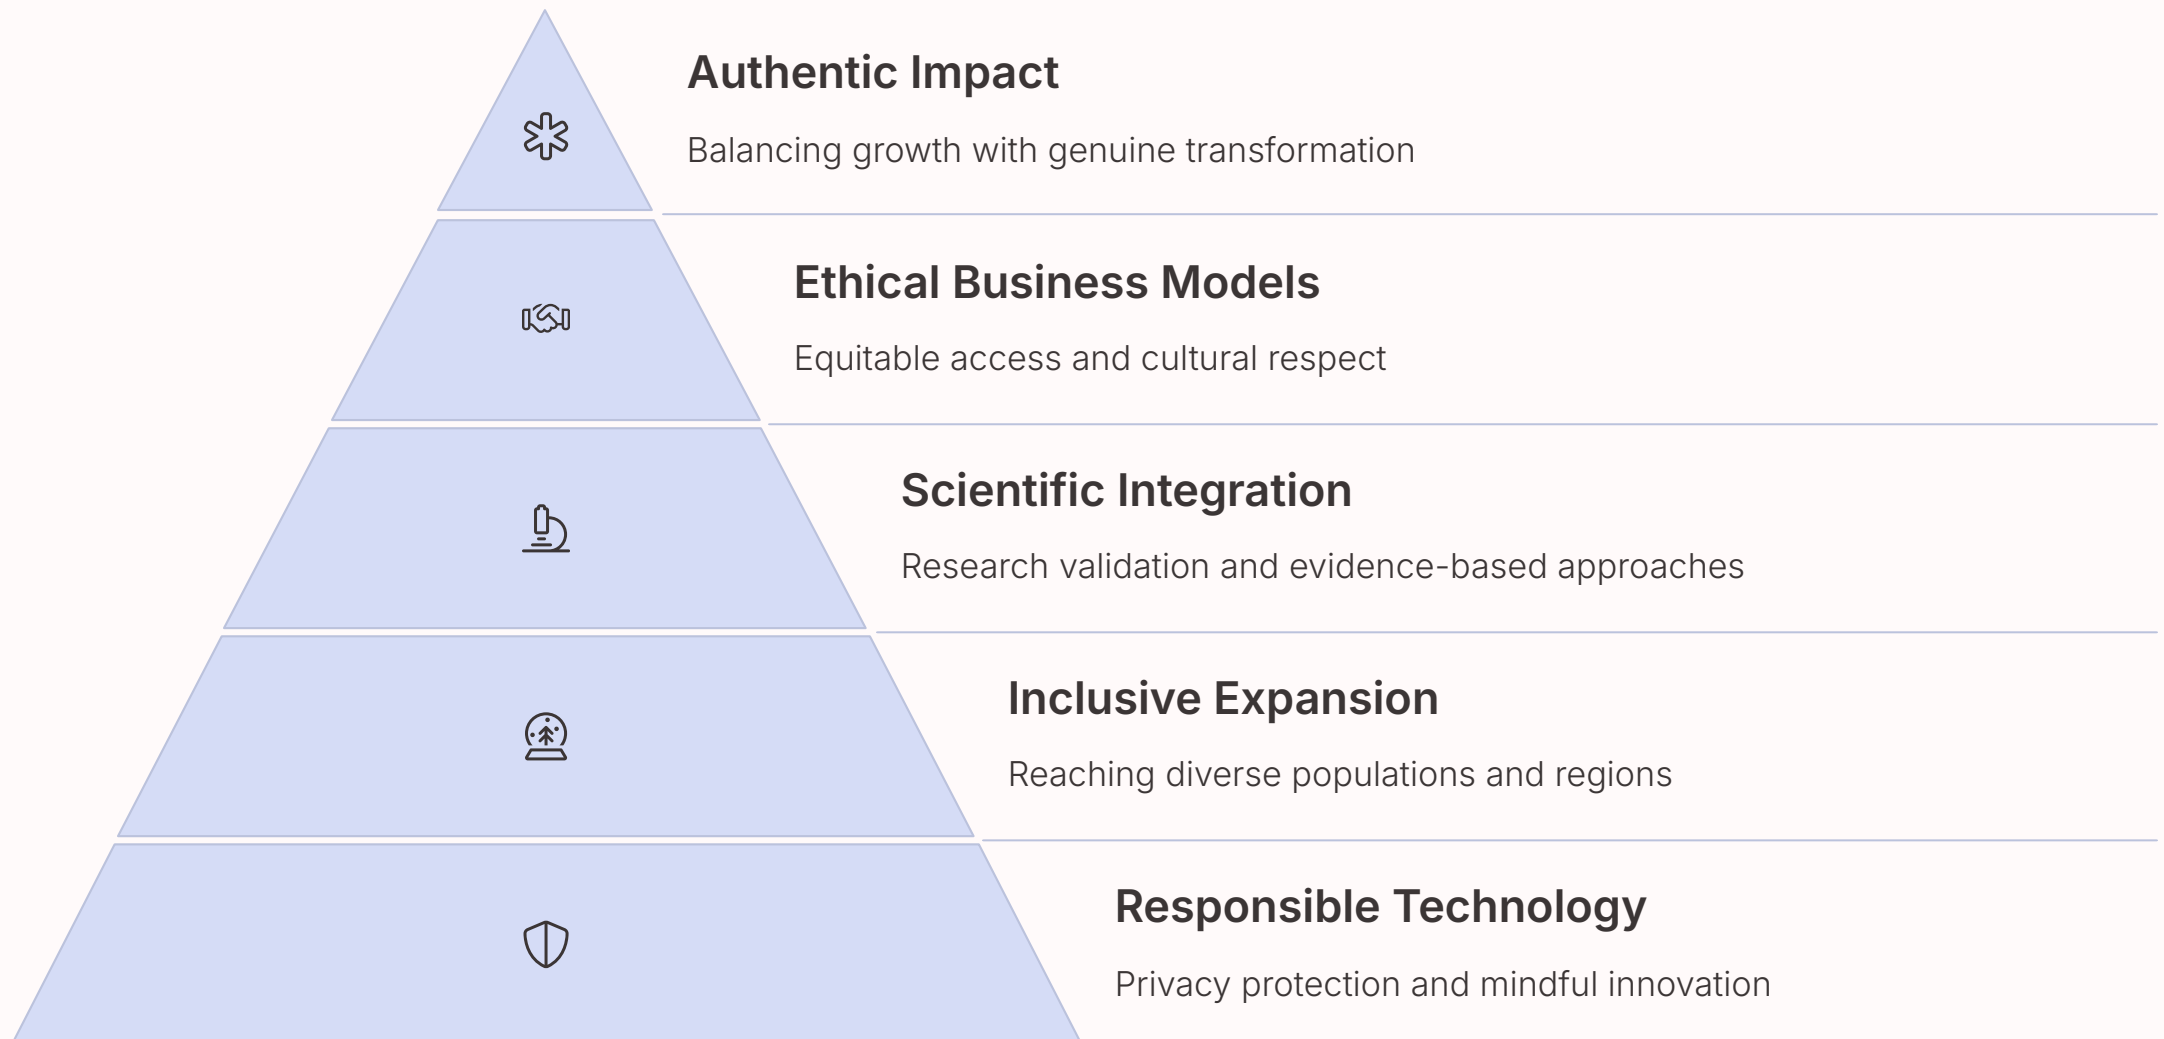 Authentic Impact
Balancing growth with genuine transformation
Ethical Business Models
Equitable access and cultural respect
Scientific Integration
Research validation and evidence-based approaches
Inclusive Expansion
Reaching diverse populations and regions
Responsible Technology
Privacy protection and mindful innovation